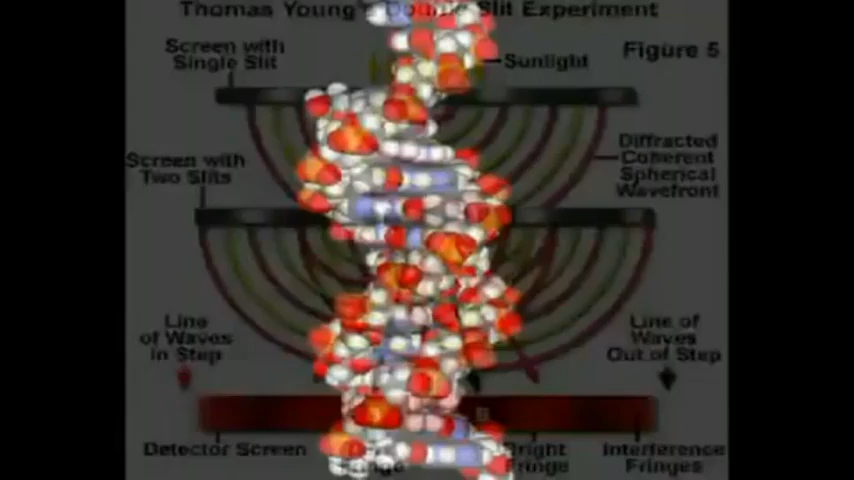 Thomas Young's Double Slit Experiment
Screen with
Single Slit
Sunlight
Figure 5
Screen with
Two Slits
Diffracted
Coherent
Spherical
Wavefront
Line
of Waves
in Step
Line of
Waves
Out of Step
Detector Screen
Fringe
Bright
Fringe
Interference
Fringes